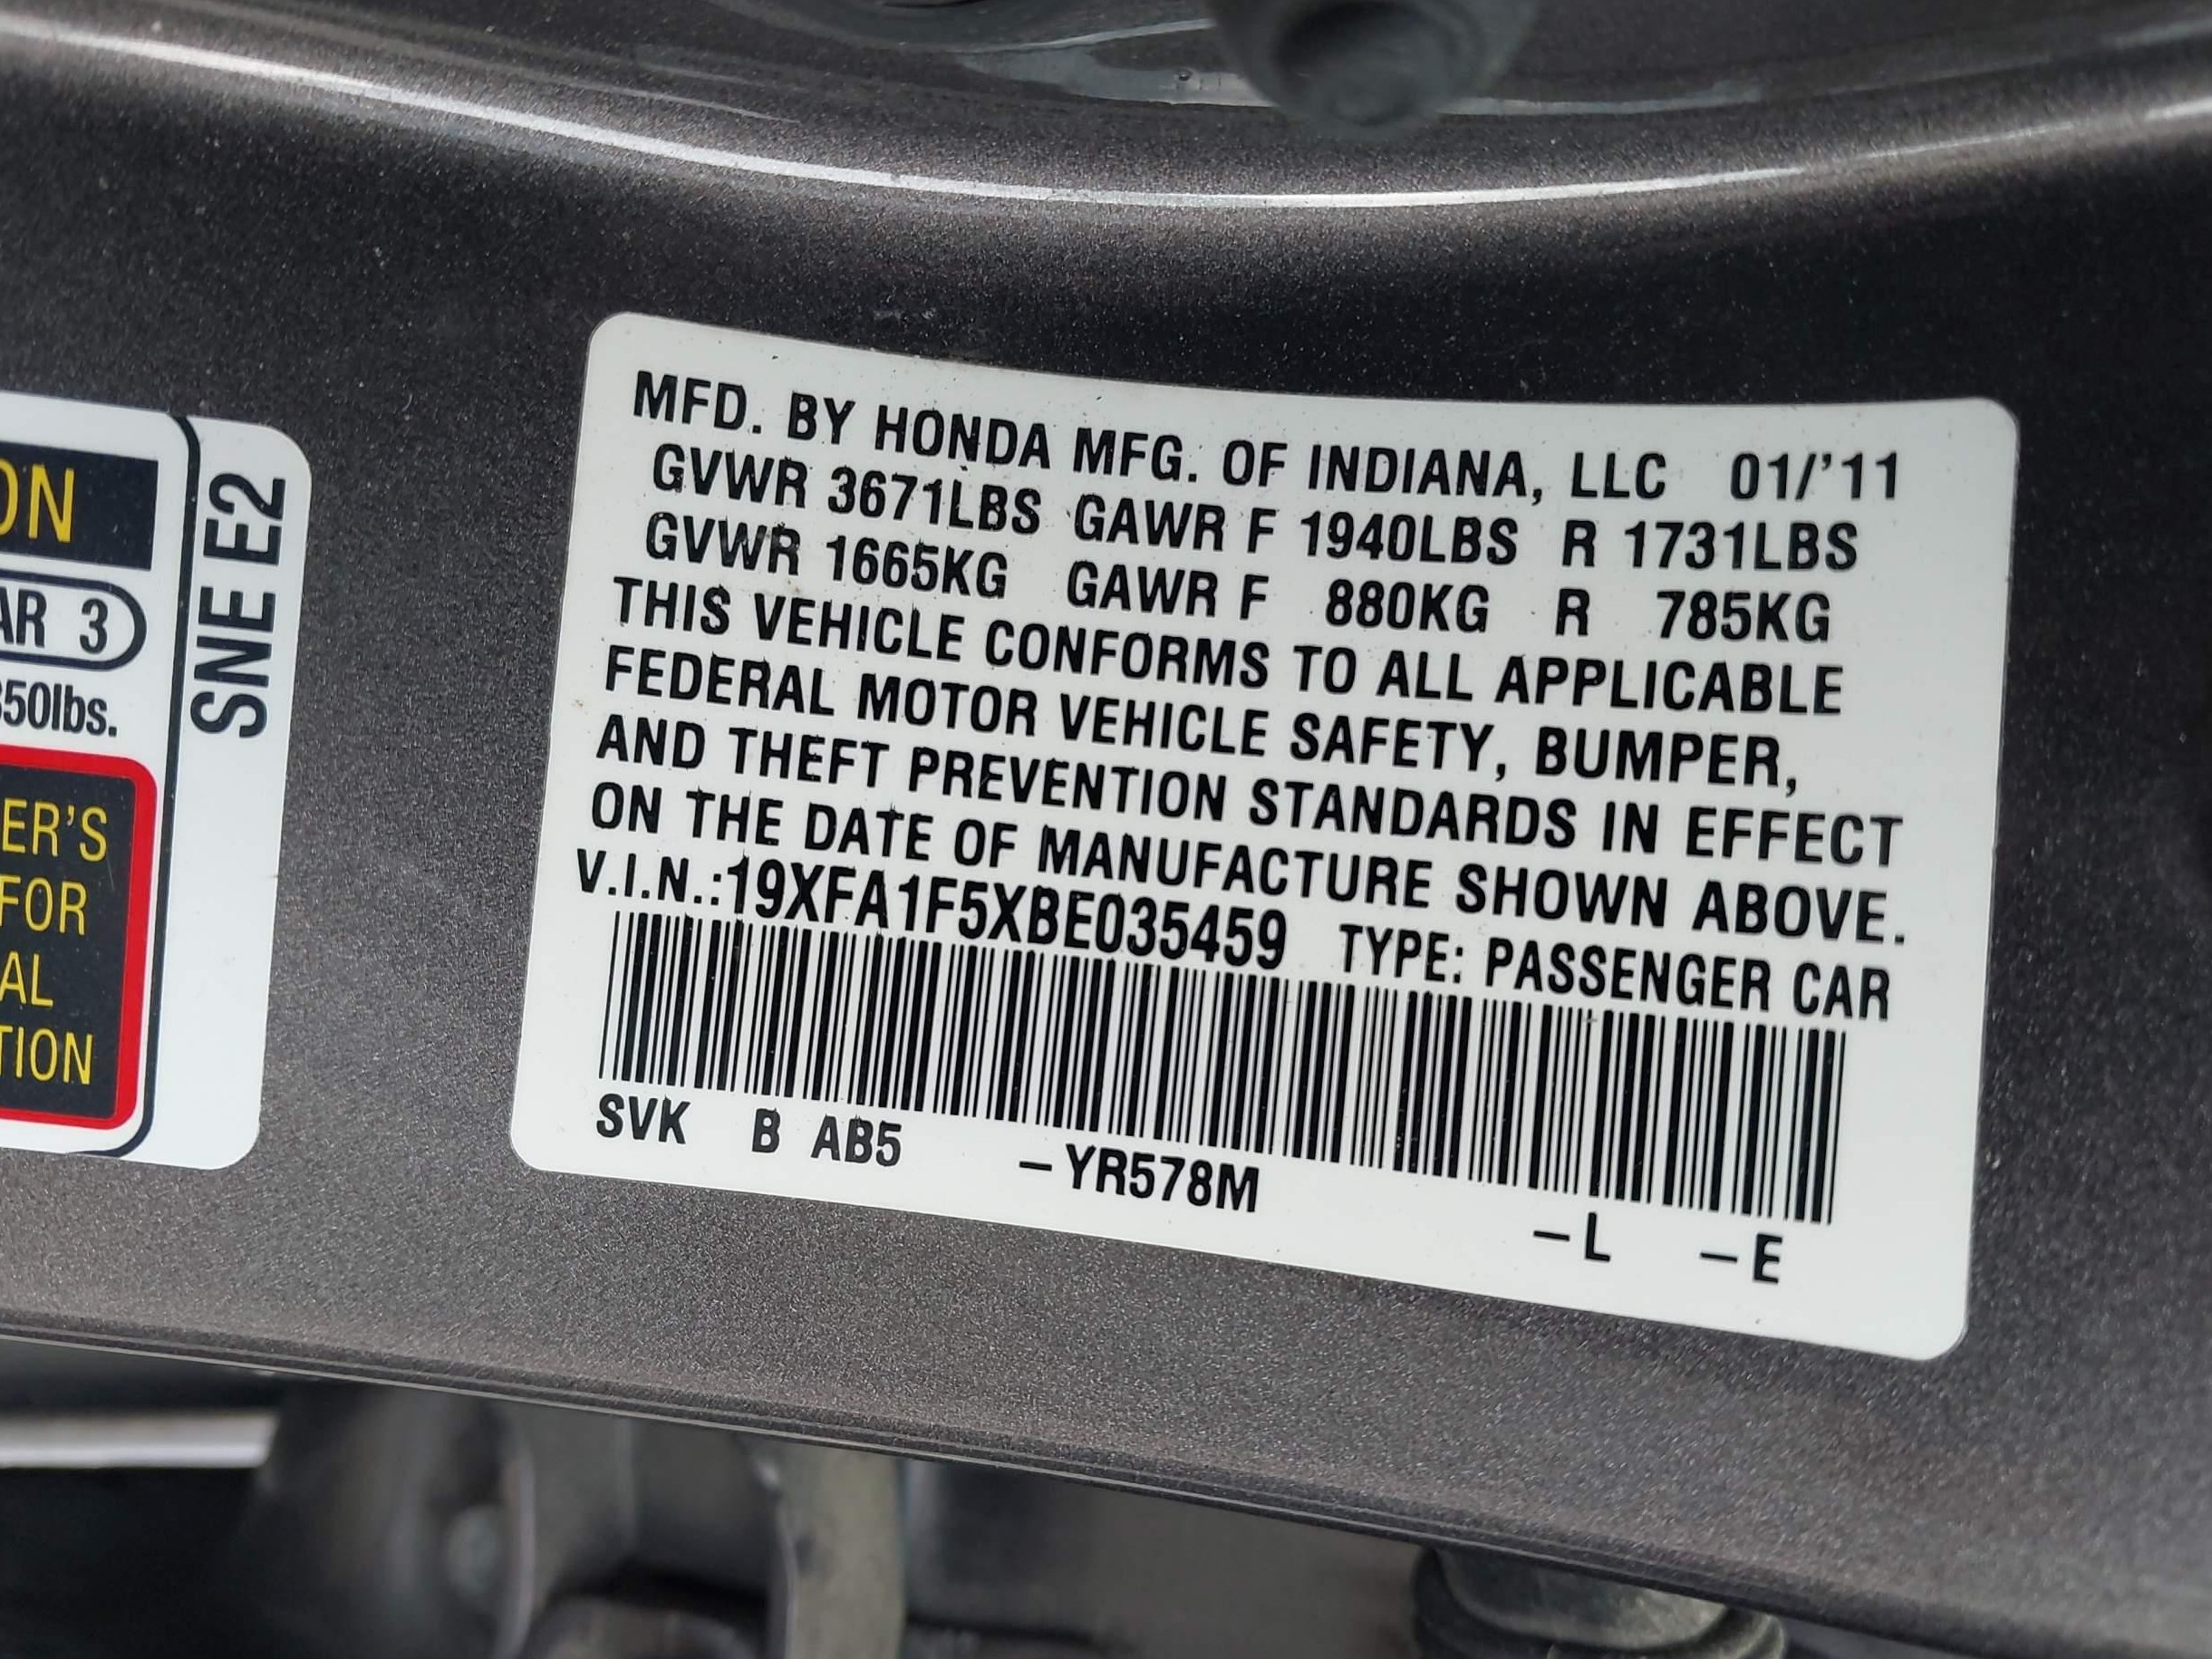 ON
AR 3
50lbs.
ER'S
FOR
AL
TION
SNE E2
MFD. BY HONDA MFG. OF INDIANA, LLC 01/'11
GVWR 3671LBS GAWR F 1940LBS R 1731LBS
GVWR 1665KG GAWR F 880KG R 785KG
THIS VEHICLE CONFORMS TO ALL APPLICABLE
FEDERAL MOTOR VEHICLE SAFETY, BUMPER,
AND THEFT PREVENTION STANDARDS IN EFFECT
ON THE DATE OF MANUFACTURE SHOWN ABOVE.
V.I.N.:19XFA1F5XBE035459 TYPE: PASSENGER CAR
SVK B AB5 –YR578M –L –E